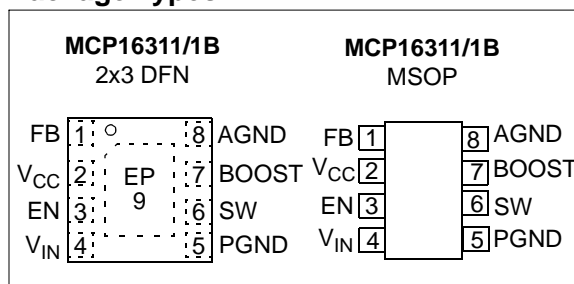 MCP16311/1B
2x3 DFN
FB 1 8 AGND
VCC 2 EP 7 BOOST
EN 3 9 6 SW
VIN 4 5 PGND
MCP16311/1B
MSOP
FB 1 8 AGND
VCC 2 7 BOOST
EN 3 6 SW
VIN 4 5 PGND